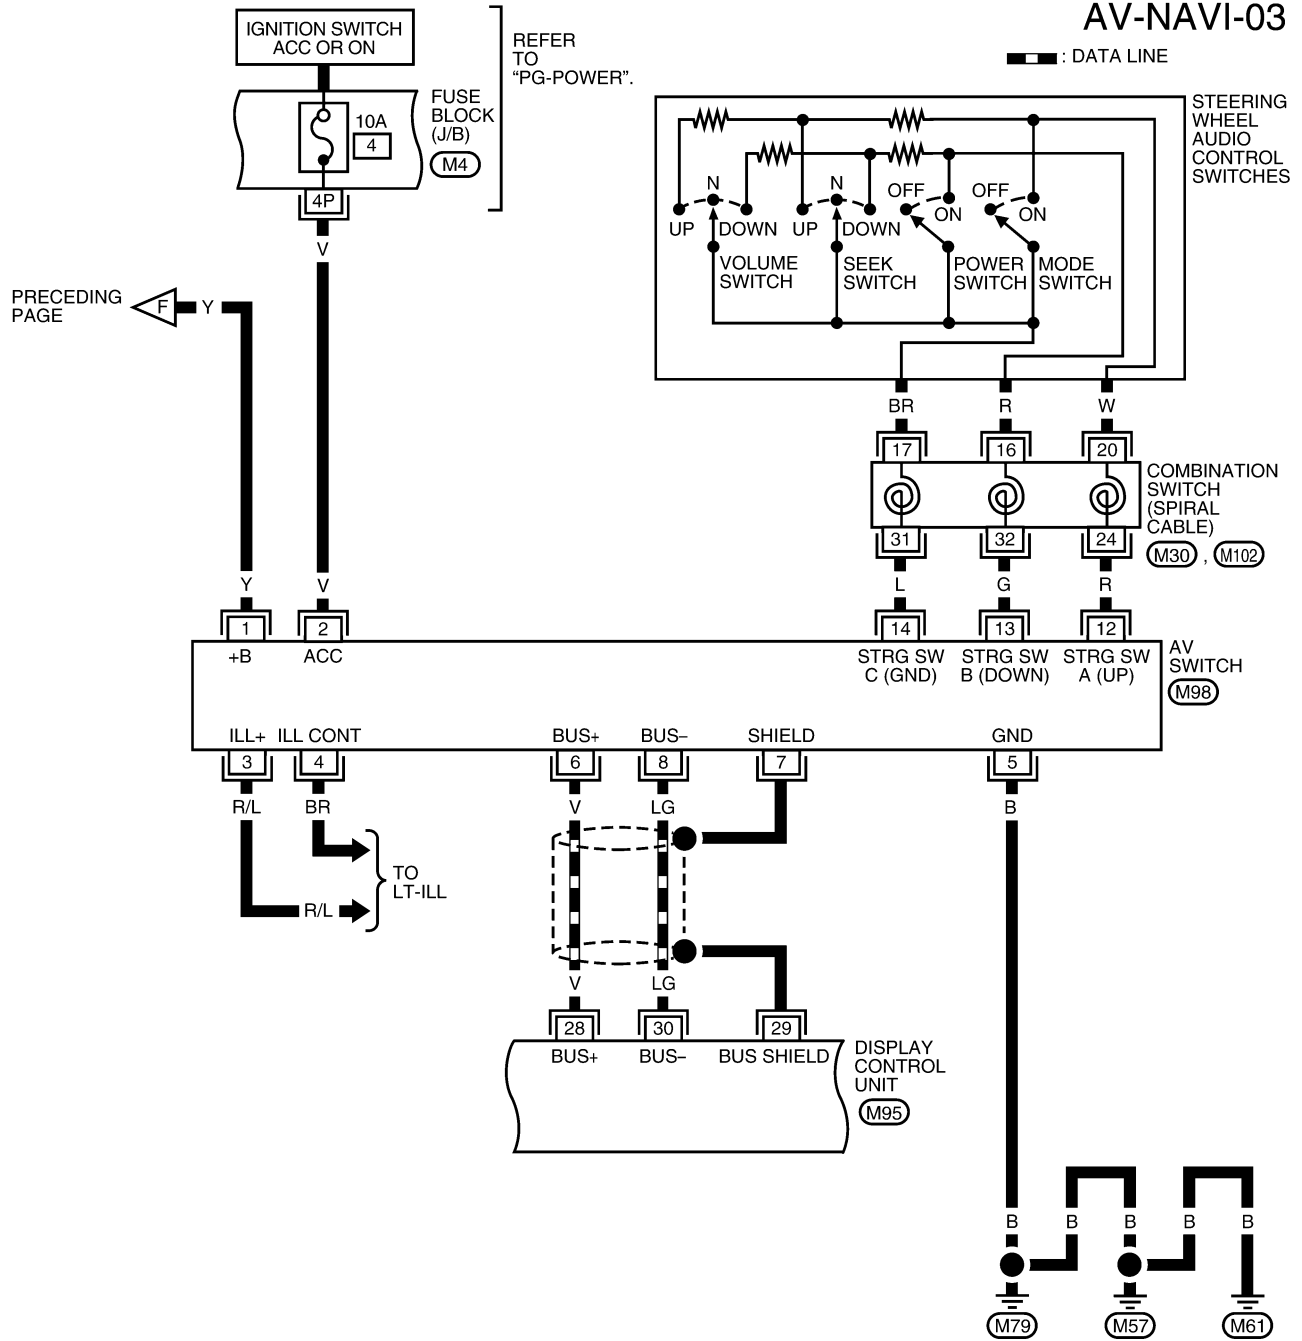 AV-NAVI-03
: DATA LINE
IGNITION SWITCH
ACC OR ON
REFER
TO
“PG-POWER”.
FUSE
BLOCK
(J/B)
M4
10A
4
4P
V
PRECEDING
PAGE
F
Y
STEERING
WHEEL
AUDIO
CONTROL
SWITCHES
N
N
OFF
OFF
UP
DOWN
UP
DOWN
ON
ON
VOLUME
SWITCH
SEEK
SWITCH
POWER
SWITCH
MODE
SWITCH
BR
R
W
17
16
20
COMBINATION
SWITCH
(SPIRAL
CABLE)
M30 , M102
31
32
24
Y
V
L
G
R
1
2
14
13
12
+B
ACC
STRG SW
C (GND)
STRG SW
B (DOWN)
STRG SW
A (UP)
AV
SWITCH
M98
ILL+
ILL CONT
BUS+
BUS–
SHIELD
GND
3
4
6
8
7
5
R/L
BR
V
LG
B
TO
LT-ILL
R/L
V
LG
28
30
29
BUS+
BUS–
BUS SHIELD
DISPLAY
CONTROL
UNIT
M95
B
B
B
B
B
M79
M57
M61